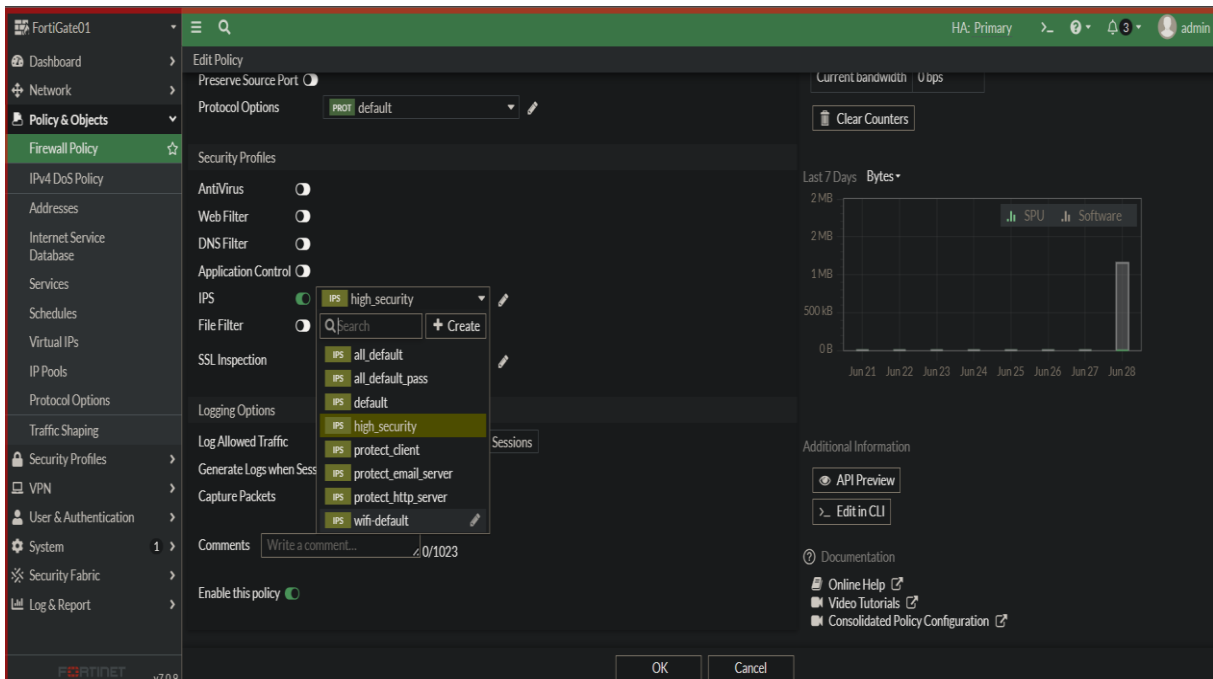 FortiGate01
HA: Primary
>_
3
admin
Dashboard
Network
Policy & Objects
Firewall Policy
IPv4 DoS Policy
Addresses
Internet Service
Database
Services
Schedules
Virtual IPs
IP Pools
Protocol Options
Traffic Shaping
Security Profiles
VPN
User & Authentication
System 1
Security Fabric
Log & Report
FORTINET v7.0.8
Edit Policy
Preserve Source Port
Protocol Options PROT default
Security Profiles
AntiVirus
Web Filter
DNS Filter
Application Control
IPS IPS high_security
File Filter Search + Create
SSL Inspection
IPS all_default
IPS all_default_pass
IPS default
IPS high_security
IPS protect_client
IPS protect_email_server
IPS protect_http_server
IPS wifi-default
Logging Options
Log Allowed Traffic Sessions
Generate Logs when Sess
Capture Packets
Comments Write a comment... 0/1023
Enable this policy
OK Cancel
Current bandwidth 0 bps
Clear Counters
Last 7 Days Bytes
SPU Software
2 MB
2 MB
1 MB
500 kB
0 B
Jun 21 Jun 22 Jun 23 Jun 24 Jun 25 Jun 26 Jun 27 Jun 28
Additional Information
API Preview
>_ Edit in CLI
Documentation
Online Help
Video Tutorials
Consolidated Policy Configuration